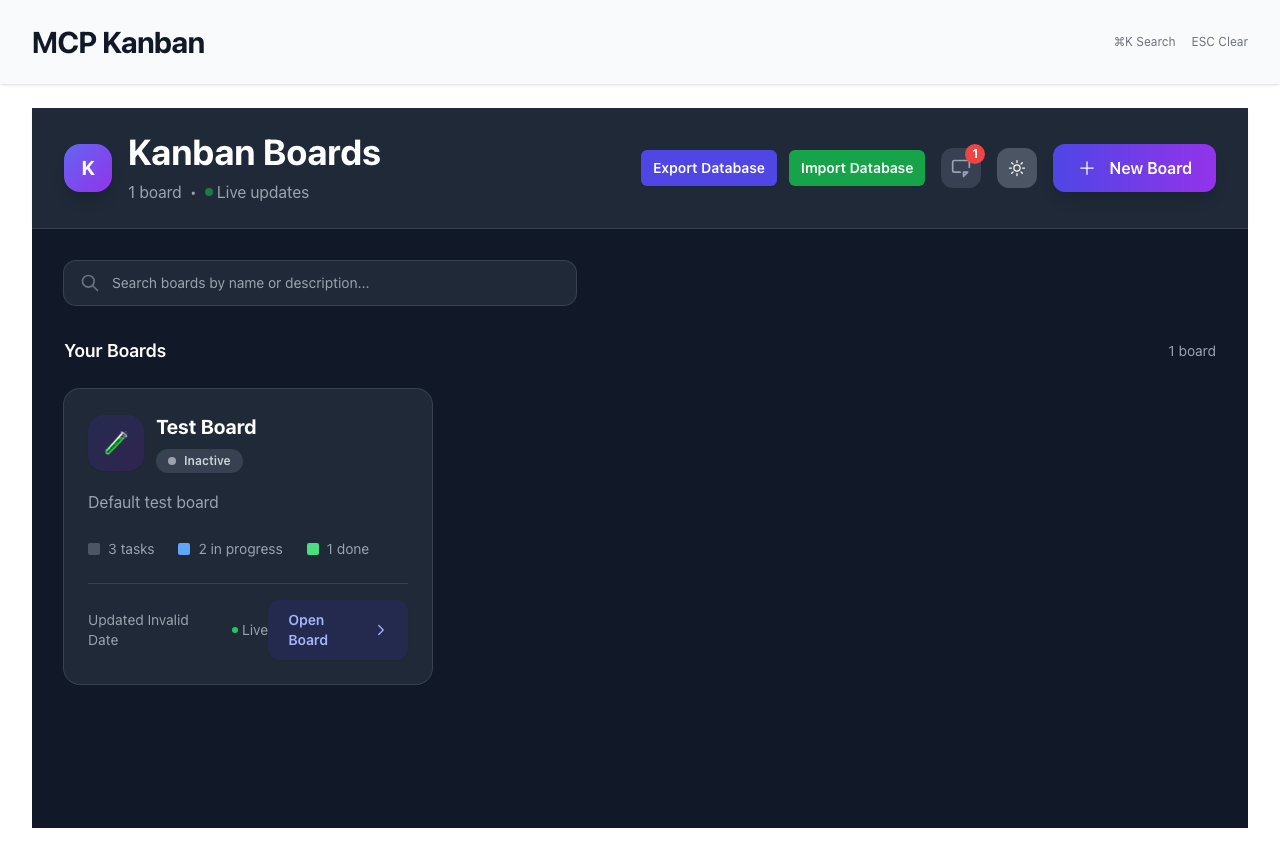 MCP Kanban
⌘K Search
ESC Clear
K
Kanban Boards
1 board • Live updates
Export Database
Import Database
1
New Board
Search boards by name or description...
Your Boards
1 board
Test Board
Inactive
Default test board
3 tasks
2 in progress
1 done
Updated Invalid
Date
Live
Open
Board